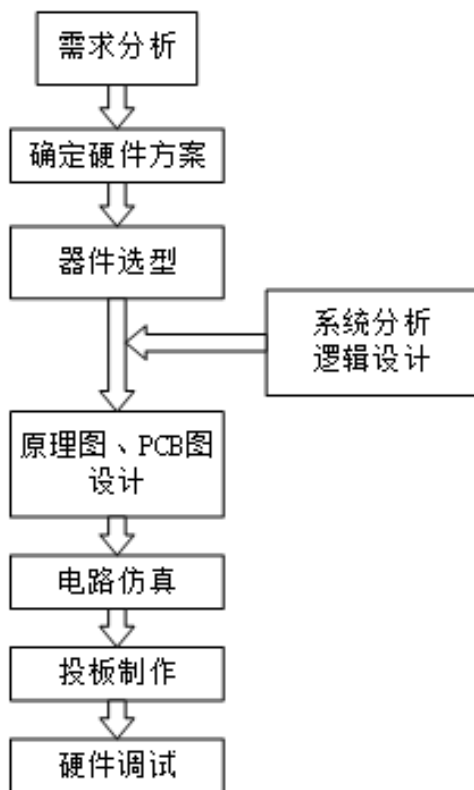 需求分析
确定硬件方案
器件选型
系统分析
逻辑设计
原理图、PCB图
设计
电路仿真
投板制作
硬件调试